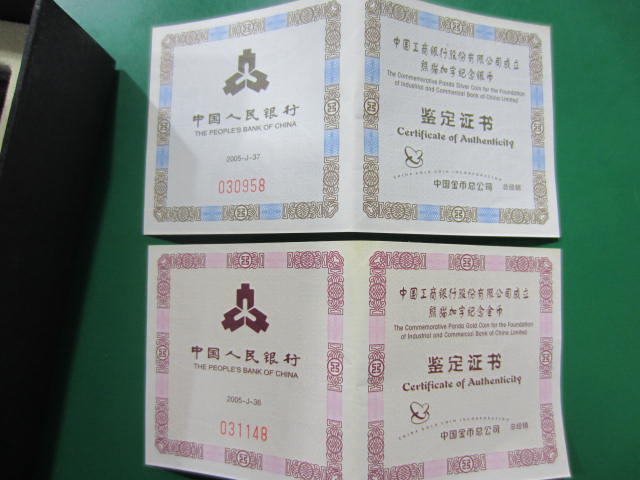 中国人民银行
THE PEOPLE'S BANK OF CHINA
2005-J-37
030958
中国工商银行股份有限公司成立
熊猫加字纪念银币
The Commemorative Panda Silver Coin for the Foundation
of Industrial and Commercial Bank of China Limited
鉴定证书
Certificate of Authenticity
CHINA GOLD COIN INCORPORATION
中国金币总公司 总经销
中国人民银行
THE PEOPLE'S BANK OF CHINA
2005-J-36
031148
中国工商银行股份有限公司成立
熊猫加字纪念金币
The Commemorative Panda Gold Coin for the Foundation
of Industrial and Commercial Bank of China Limited
鉴定证书
Certificate of Authenticity
CHINA GOLD COIN INCORPORATION
中国金币总公司 总经销